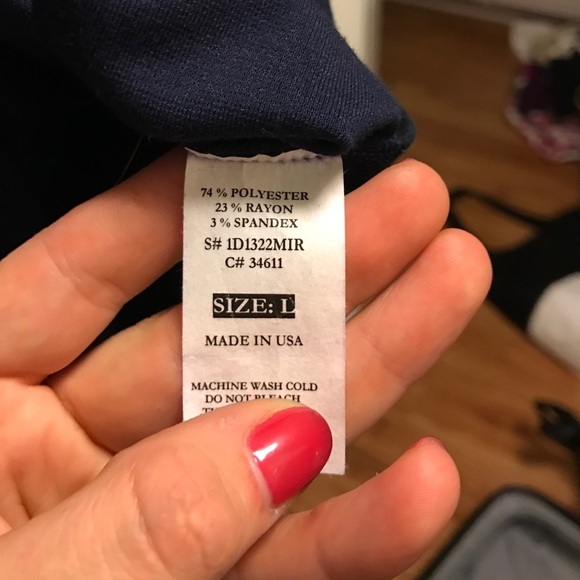 74 % POLYESTER
23 % RAYON
3 % SPANDEX
S# 1D1322MIR
C# 34611
SIZE: L
MADE IN USA
MACHINE WASH COLD
DO NOT BLEACH